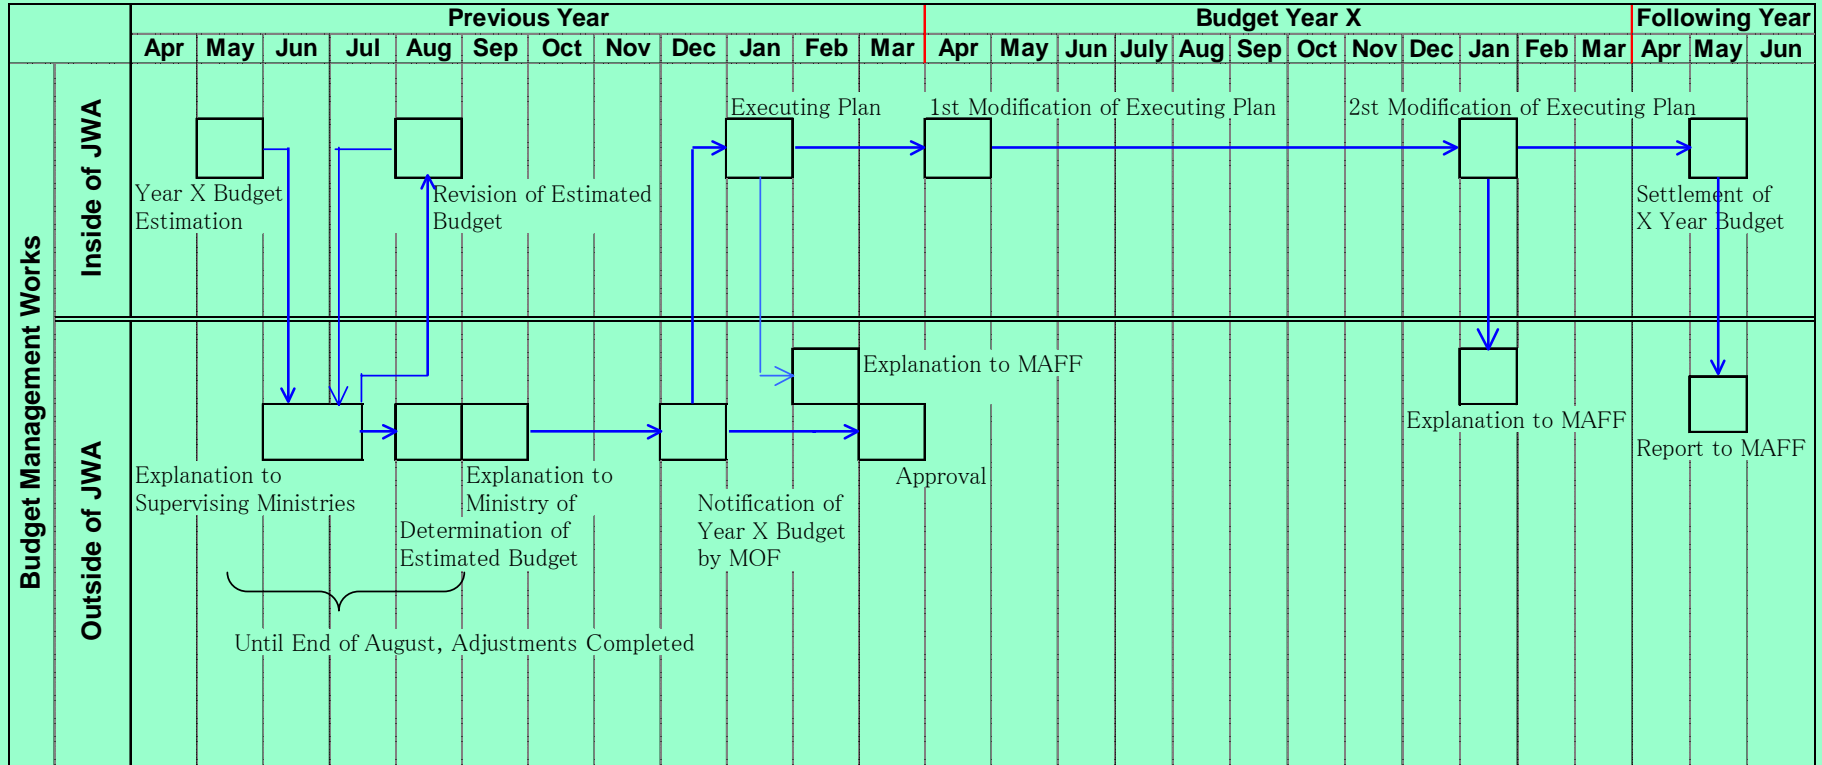 Previous Year
Budget Year X
Following Year
Apr May Jun Jul Aug Sep Oct Nov Dec Jan Feb Mar Apr May Jun July Aug Sep Oct Nov Dec Jan Feb Mar Apr May Jun
Budget Management Works
Inside of JWA
Executing Plan
1st Modification of Executing Plan
2st Modification of Executing Plan
Year X Budget
Estimation
Revision of Estimated
Budget
Settlement of
X Year Budget
Outside of JWA
Explanation to MAFF
Explanation to MAFF
Report to MAFF
Explanation to
Supervising Ministries
Explanation to
Ministry of
Approval
Determination of
Estimated Budget
Notification of
Year X Budget
by MOF
Until End of August, Adjustments Completed